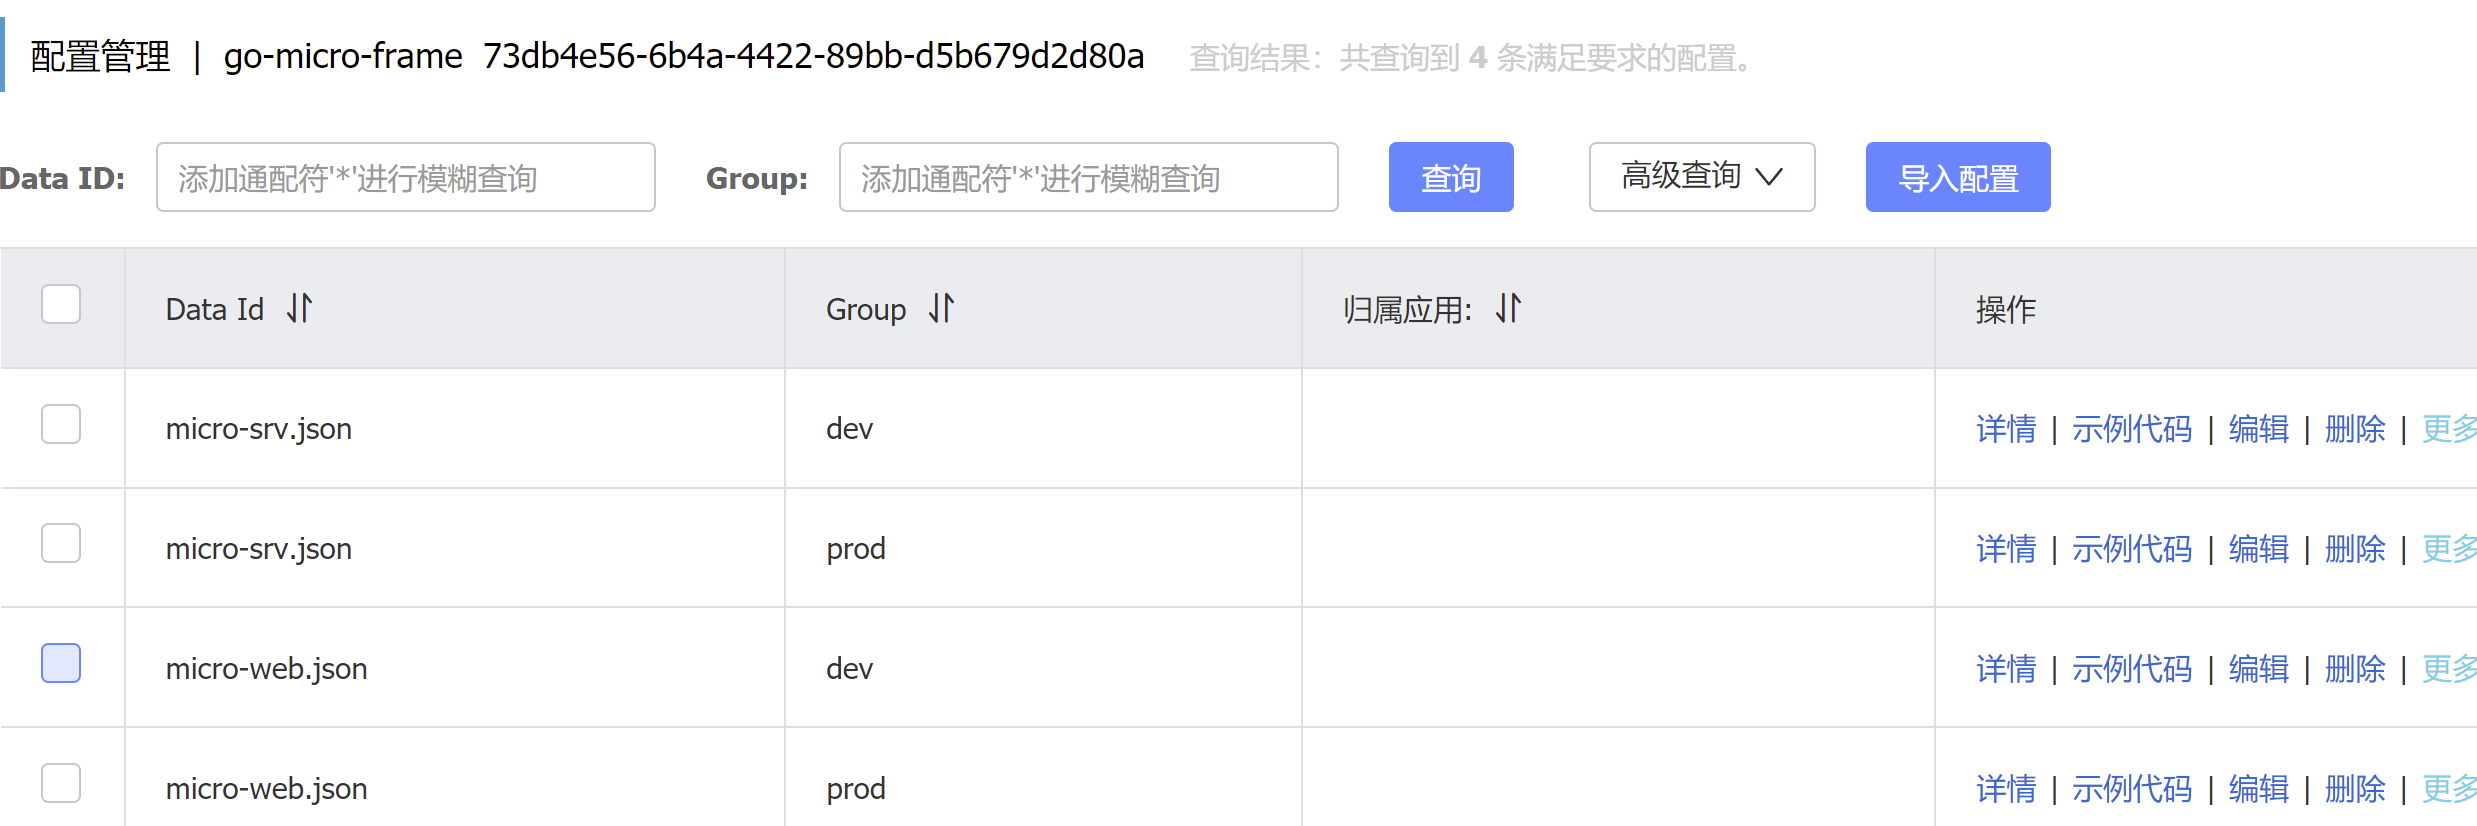 配置管理 | go-micro-frame 73db4e56-6b4a-4422-89bb-d5b679d2d80a 查询结果：共查询到 4 条满足要求的配置。
Data ID: 添加通配符'*'进行模糊查询 Group: 添加通配符'*'进行模糊查询 查询 高级查询 导入配置
Data Id Group 归属应用: 操作
micro-srv.json dev 详情 | 示例代码 | 编辑 | 删除 | 更多
micro-srv.json prod 详情 | 示例代码 | 编辑 | 删除 | 更多
micro-web.json dev 详情 | 示例代码 | 编辑 | 删除 | 更多
micro-web.json prod 详情 | 示例代码 | 编辑 | 删除 | 更多